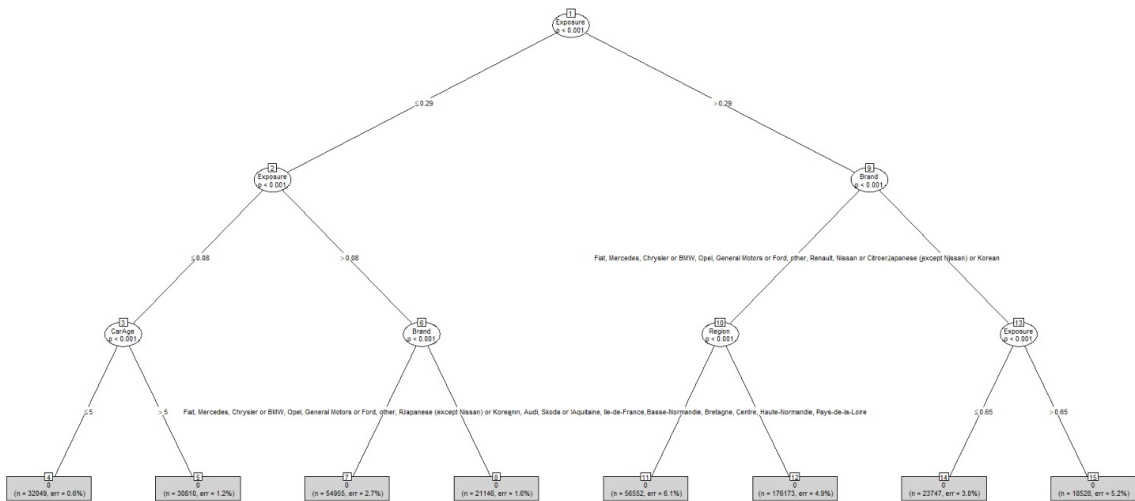 1
Exposure
p < 0.001
≤ 0.29
> 0.29
2
Exposure
p < 0.001
9
Brand
p < 0.001
≤ 0.08
> 0.08
Fiat, Mercedes, Chrysler or BMW, Opel, General Motors or Ford, other, Renault, Nissan or Citroen
Japanese (except Nissan) or Korean
3
CarAge
p < 0.001
6
Brand
p < 0.001
10
Region
p < 0.001
13
Exposure
p < 0.001
≤ 5
> 5
Fiat, Mercedes, Chrysler or BMW, Opel, General Motors or Ford, other,
Japanese (except Nissan) or Korean
Audi, Skoda or
Aquitaine, Ile-de-France
Basse-Normandie, Bretagne, Centre, Haute-Normandie, Pays-de-la-Loire
≤ 0.65
> 0.65
4
0
(n = 32049, err = 0.6%)
5
0
(n = 30810, err = 1.2%)
7
0
(n = 54955, err = 2.7%)
8
0
(n = 21146, err = 1.6%)
11
0
(n = 56552, err = 6.1%)
12
0
(n = 176173, err = 4.9%)
14
0
(n = 23747, err = 3.0%)
15
0
(n = 18528, err = 5.2%)